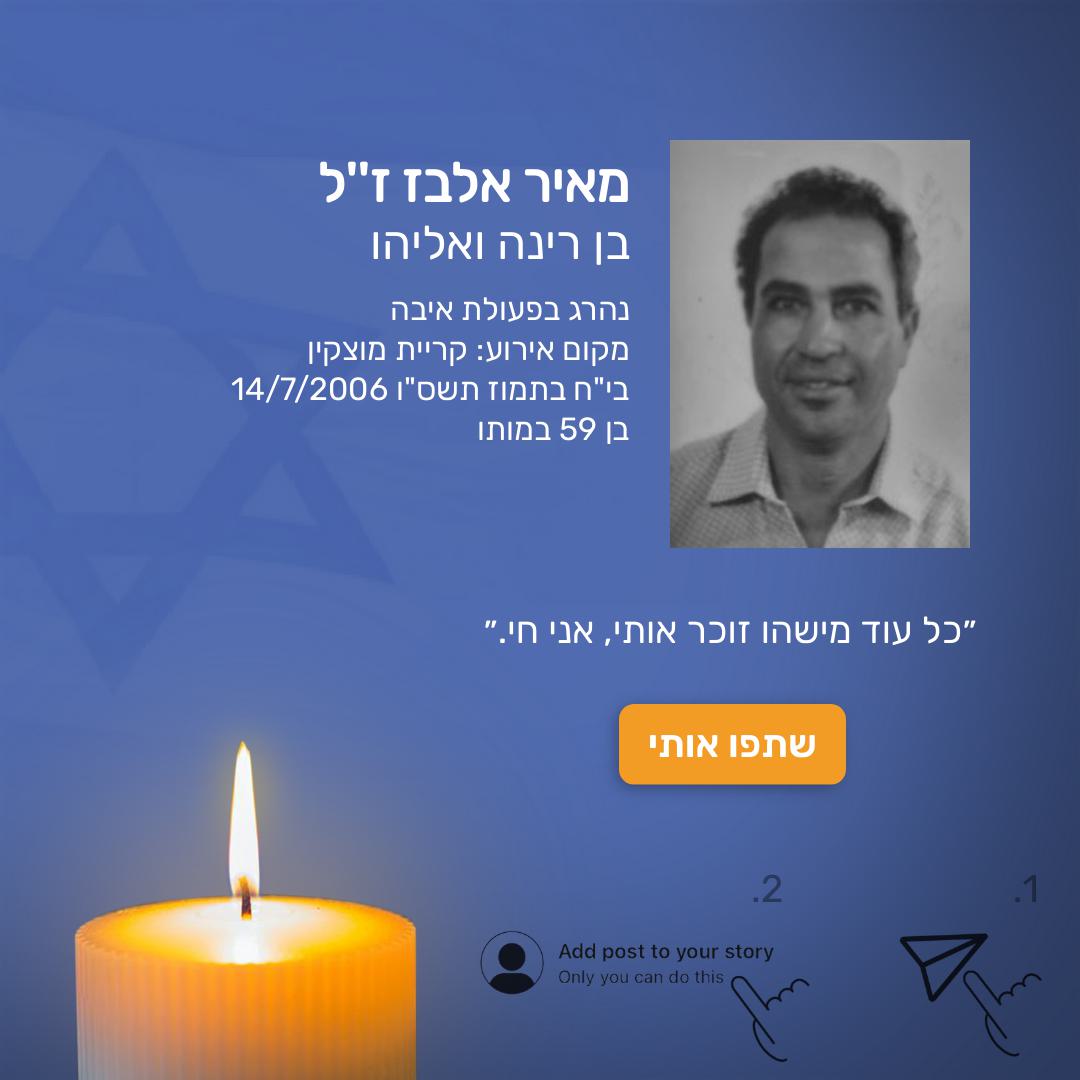 מאיר אלבז ז"ל
בן רינה ואליהו
נהרג בפעולת איבה
מקום אירוע: קריית מוצקין
בי"ח בתמוז תשס"ו 14/7/2006
בן 59 במותו
״כל עוד מישהו זוכר אותי, אני חי.״
שתפו אותי
1.
2.
Add post to your story
Only you can do this